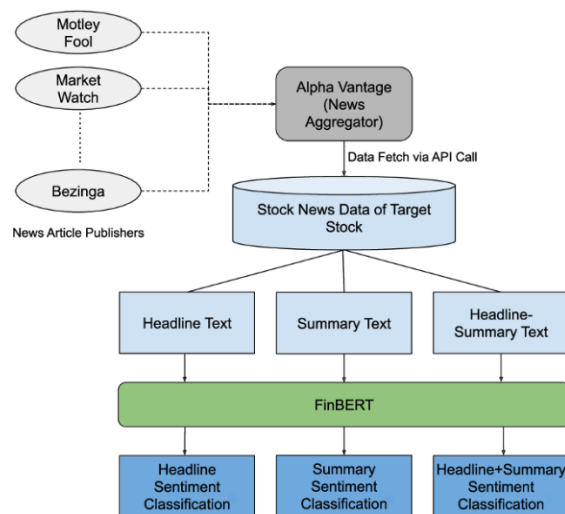 Motley
Fool
Market
Watch
Bezinga
News Article Publishers
Alpha Vantage
(News
Aggregator)
Data Fetch via API Call
Stock News Data of Target
Stock
Headline Text
Summary Text
Headline-
Summary Text
FinBERT
Headline
Sentiment
Classification
Summary
Sentiment
Classification
Headline+Summary
Sentiment
Classification